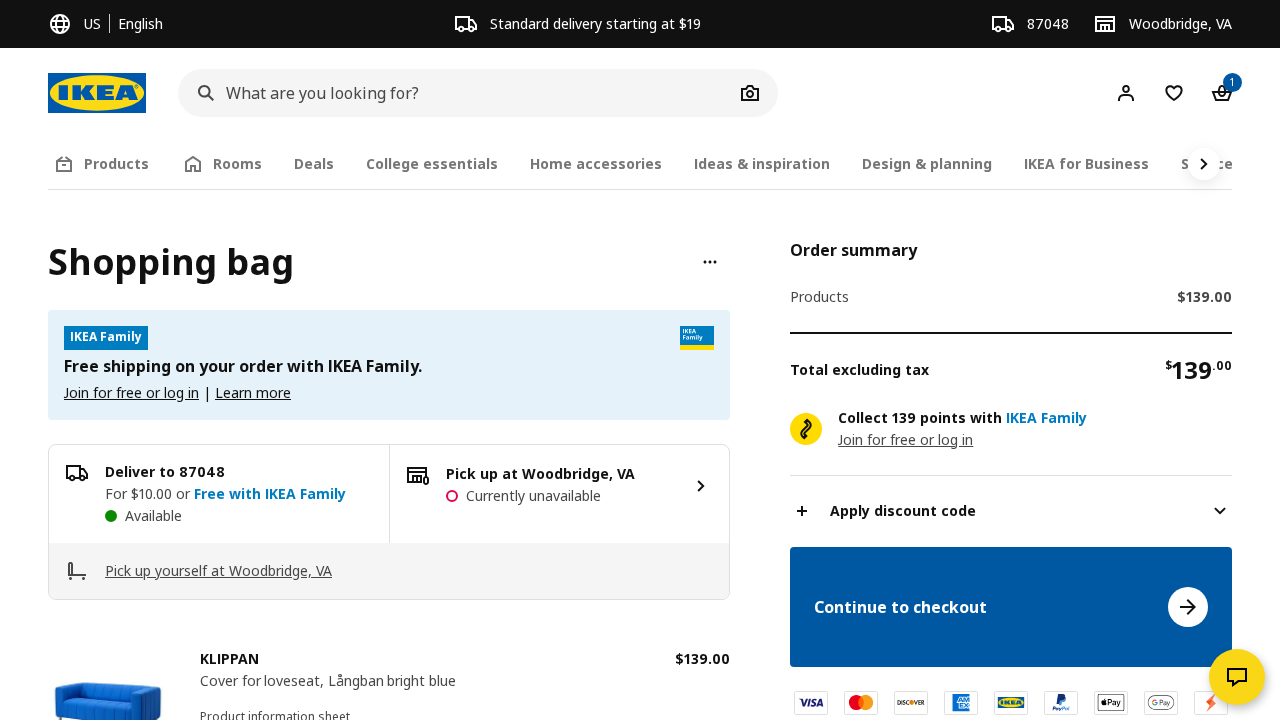 US | English
Standard delivery starting at $19
87048
Woodbridge, VA
IKEA
What are you looking for?
1
Products
Rooms
Deals
College essentials
Home accessories
Ideas & inspiration
Design & planning
IKEA for Business
Shopping bag
IKEA Family
IKEA
Family
Free shipping on your order with IKEA Family.
Join for free or log in | Learn more
Deliver to 87048
For $10.00 or Free with IKEA Family
Available
Pick up at Woodbridge, VA
Currently unavailable
Pick up yourself at Woodbridge, VA
KLIPPAN
$139.00
Cover for loveseat, Långban bright blue
Product information sheet
Order summary
Products
$139.00
Total excluding tax
$139.00
Collect 139 points with IKEA Family
Join for free or log in
Apply discount code
Continue to checkout
VISA
DISCOVER
AMEX
IKEA
PayPal
Apple Pay
G Pay